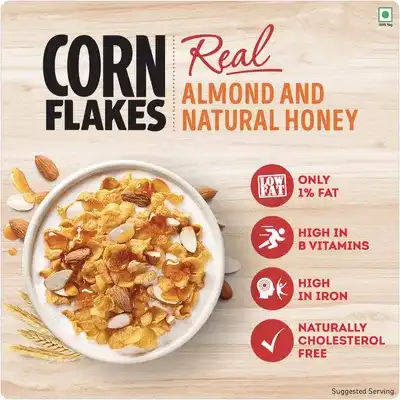 CORN
FLAKES
Real
ALMOND AND
NATURAL HONEY
LOW
FAT
ONLY
1% FAT
HIGH IN
B VITAMINS
HIGH
IN IRON
NATURALLY
CHOLESTEROL
FREE
Suggested Serving